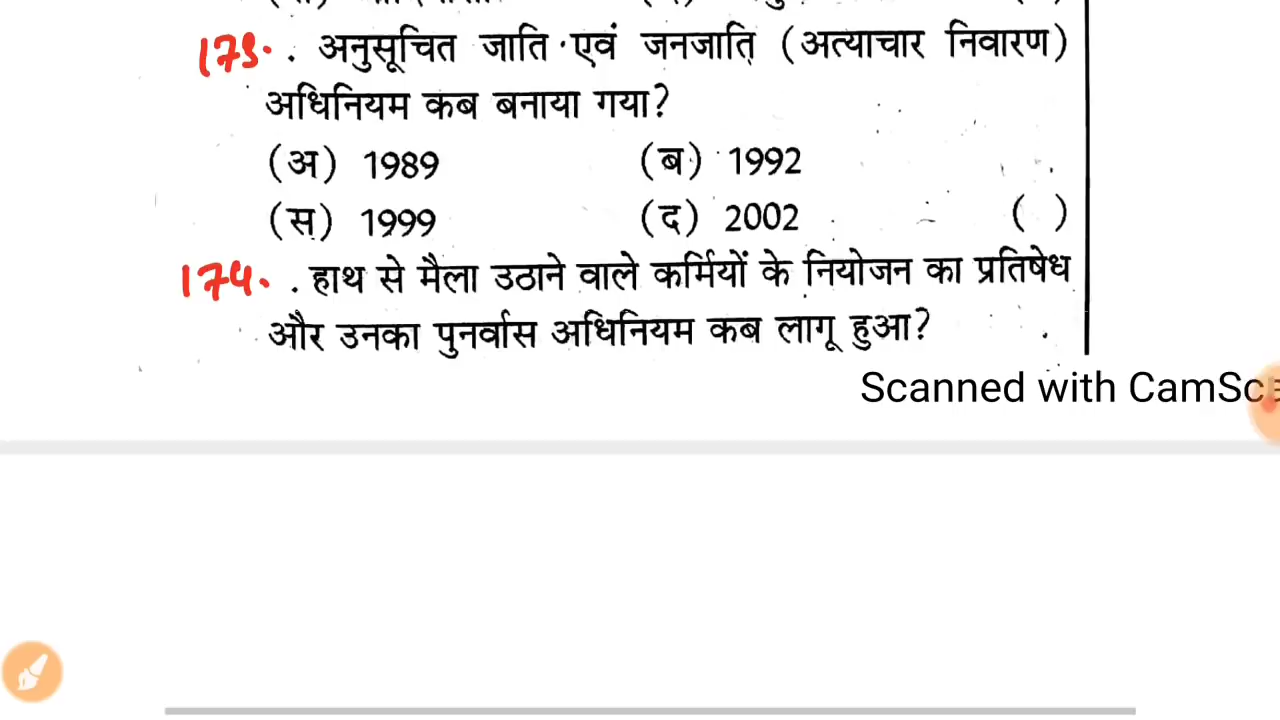 173. . अनुसूचित जाति एवं जनजाति (अत्याचार निवारण)
अधिनियम कब बनाया गया?
(अ) 1989 (ब) 1992
(स) 1999 (द) 2002 ( )
174. . हाथ से मैला उठाने वाले कर्मियों के नियोजन का प्रतिषेध
और उनका पुनर्वास अधिनियम कब लागू हुआ?
Scanned with